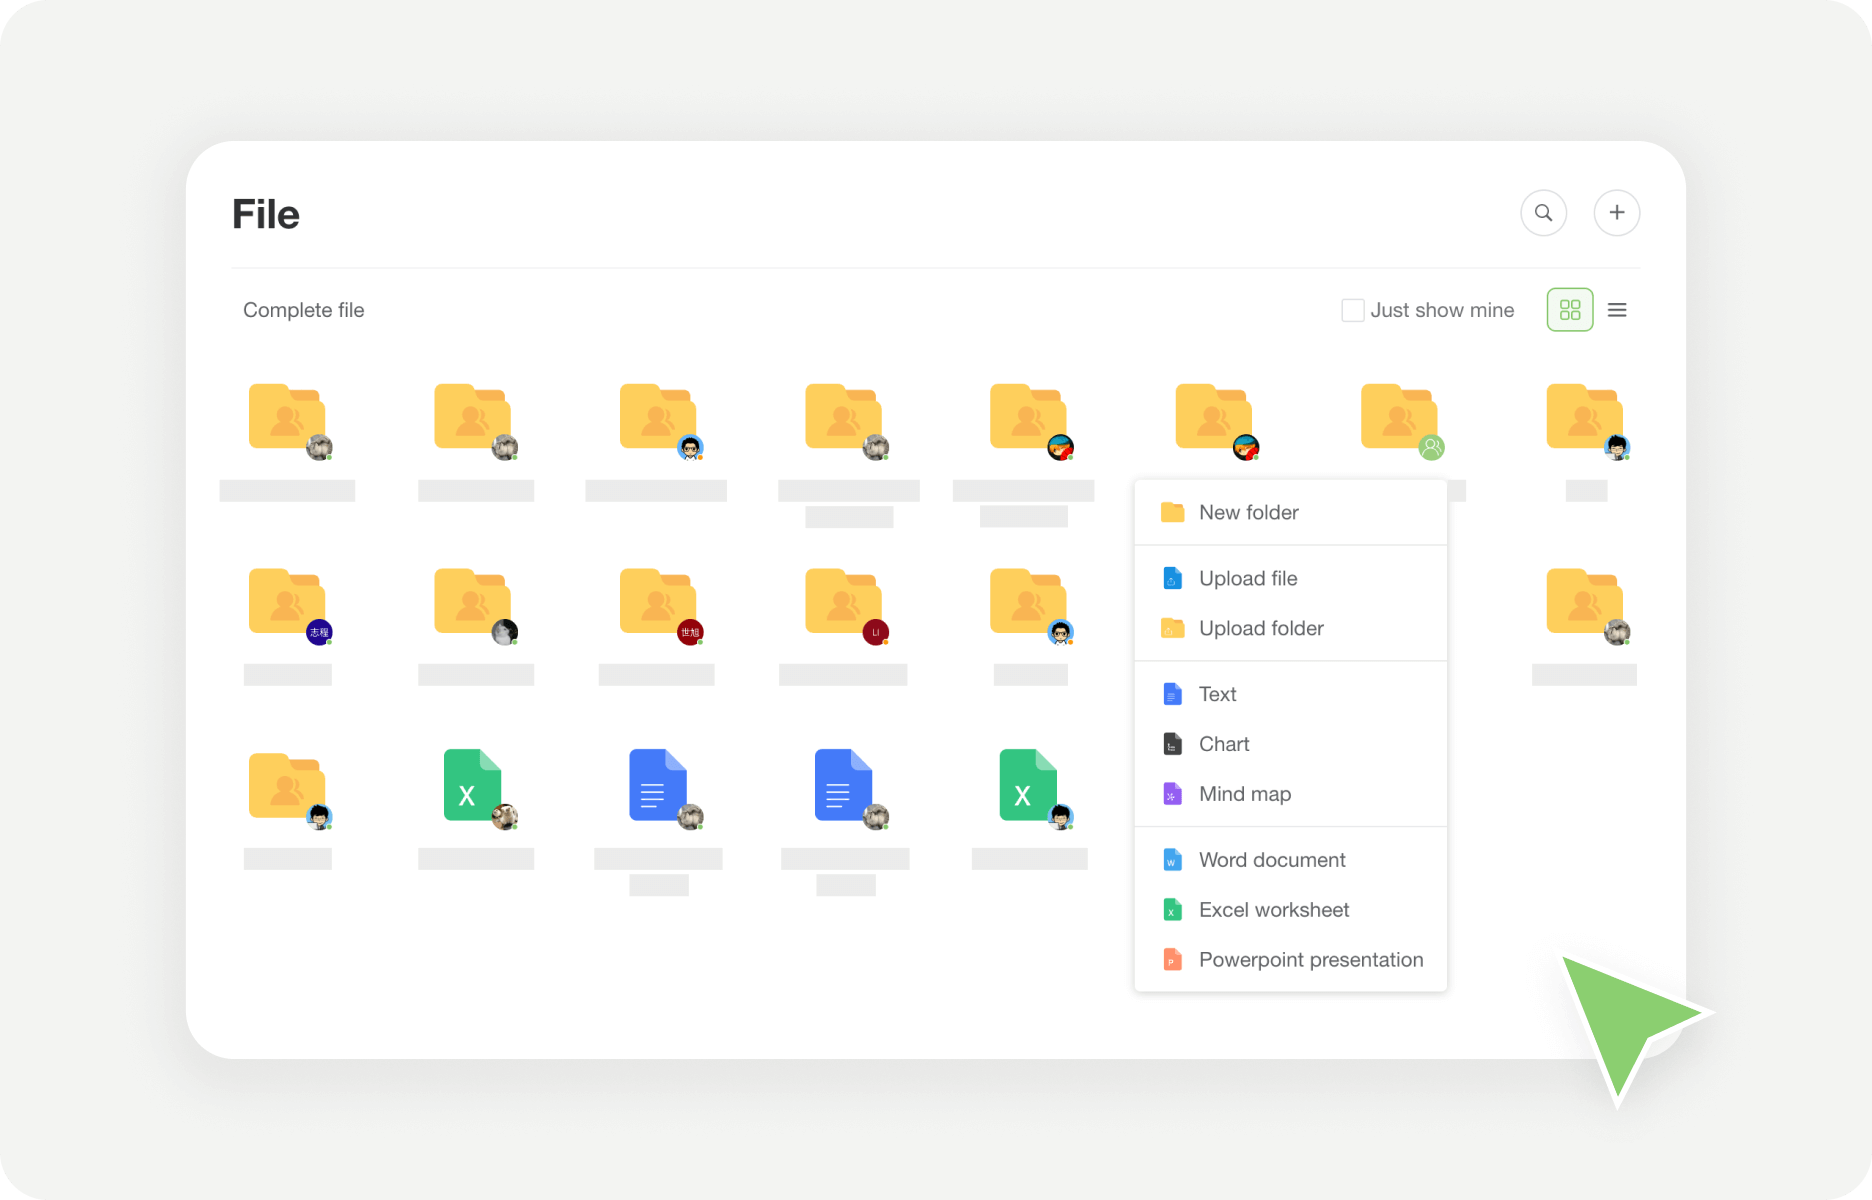 File
Complete file
Just show mine
New folder
Upload file
志程
世旭
LI
Upload folder
Text
Chart
Mind map
X
X
W
Word document
X
Excel worksheet
P
Powerpoint presentation